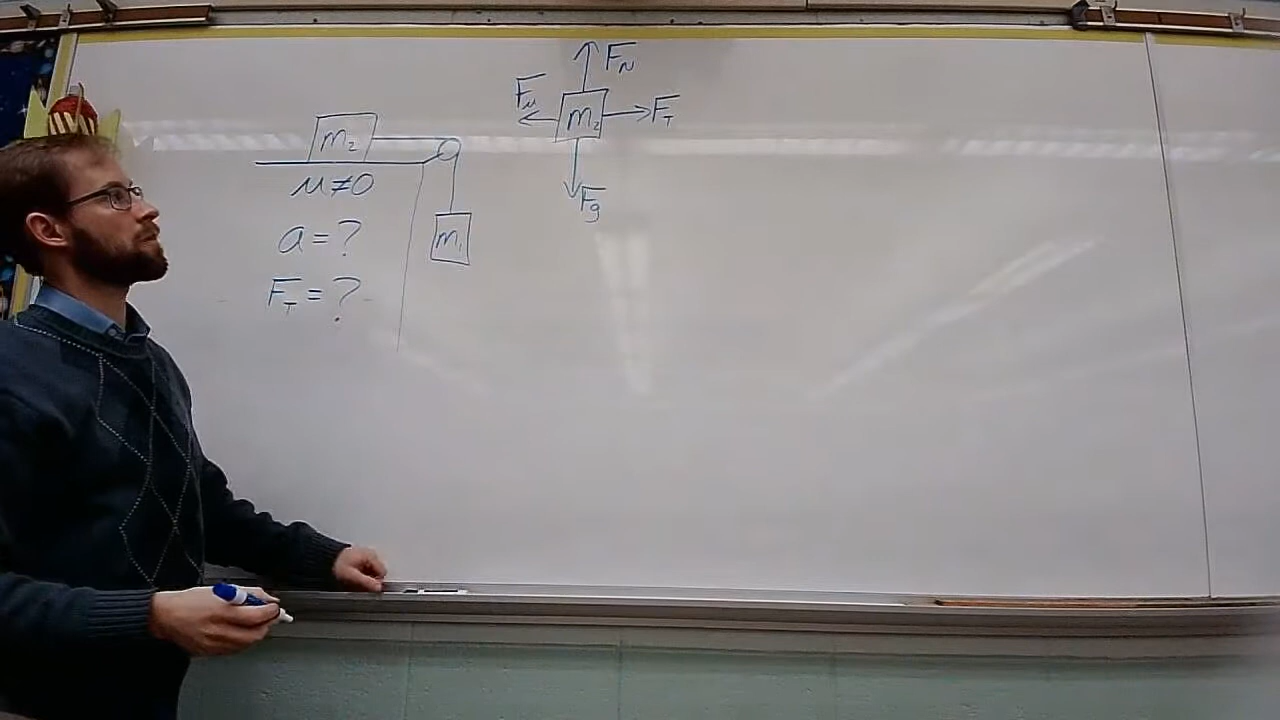 m₂
μ≠0
m₁
a = ?
F_T = ?
F_N
F_μ
m₂
F_T
F_g